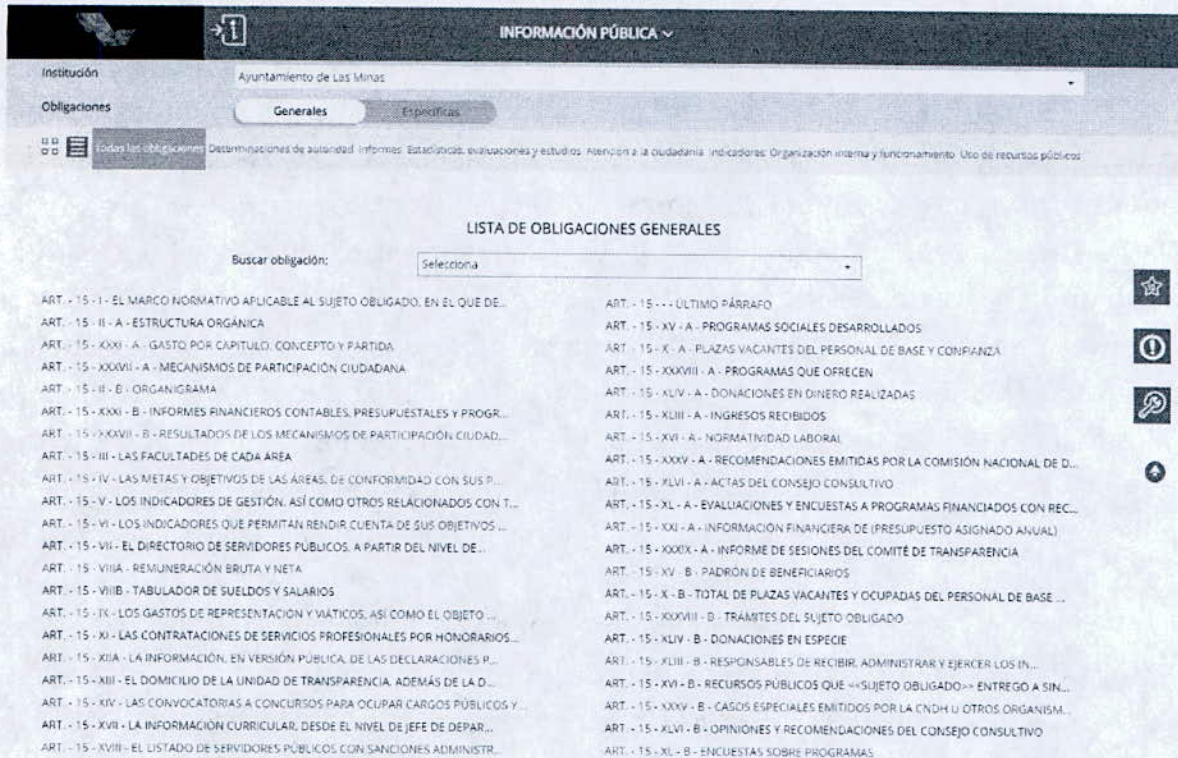 INFORMACIÓN PÚBLICA
Institución
Ayuntamiento de Las Minas
Obligaciones
Generales
Específicas
Todas las obligaciones Determinaciones de autoridad Informes Estadísticas, evaluaciones y estudios Atención a la ciudadanía Indicadores Organización interna y funcionamiento Uso de recursos públicos
LISTA DE OBLIGACIONES GENERALES
Buscar obligación:
Selecciona
ART. - 15 - I - EL MARCO NORMATIVO APLICABLE AL SUJETO OBLIGADO, EN EL QUE DE...
ART. - 15 - II - A - ESTRUCTURA ORGÁNICA
ART. - 15 - XXXI - A - GASTO POR CAPÍTULO, CONCEPTO Y PARTIDA
ART. - 15 - XXXVII - A - MECANISMOS DE PARTICIPACIÓN CIUDADANA
ART. - 15 - II - B - ORGANIGRAMA
ART. - 15 - XXXI - B - INFORMES FINANCIEROS CONTABLES, PRESUPUESTALES Y PROGR...
ART. - 15 - XXXVII - B - RESULTADOS DE LOS MECANISMOS DE PARTICIPACIÓN CIUDAD...
ART. - 15 - III - LAS FACULTADES DE CADA ÁREA
ART. - 15 - IV - LAS METAS Y OBJETIVOS DE LAS ÁREAS, DE CONFORMIDAD CON SUS P...
ART. - 15 - V - LOS INDICADORES DE GESTIÓN, ASÍ COMO OTROS RELACIONADOS CON T...
ART. - 15 - VI - LOS INDICADORES QUE PERMITAN RENDIR CUENTA DE SUS OBJETIVOS ...
ART. - 15 - VII - EL DIRECTORIO DE SERVIDORES PÚBLICOS, A PARTIR DEL NIVEL DE...
ART. - 15 - VIIIA - REMUNERACIÓN BRUTA Y NETA
ART. - 15 - VIIIB - TABULADOR DE SUELDOS Y SALARIOS
ART. - 15 - IX - LOS GASTOS DE REPRESENTACIÓN Y VIÁTICOS, ASÍ COMO EL OBJETO ...
ART. - 15 - XI - LAS CONTRATACIONES DE SERVICIOS PROFESIONALES POR HONORARIOS...
ART. - 15 - XIIA - LA INFORMACIÓN, EN VERSIÓN PÚBLICA, DE LAS DECLARACIONES P...
ART. - 15 - XIII - EL DOMICILIO DE LA UNIDAD DE TRANSPARENCIA, ADEMÁS DE LA D...
ART. - 15 - XIV - LAS CONVOCATORIAS A CONCURSOS PARA OCUPAR CARGOS PÚBLICOS Y...
ART. - 15 - XVII - LA INFORMACIÓN CURRICULAR, DESDE EL NIVEL DE JEFE DE DEPAR...
ART. - 15 - XVIII - EL LISTADO DE SERVIDORES PÚBLICOS CON SANCIONES ADMINISTR...
ART. - 15 - - - ÚLTIMO PÁRRAFO
ART. - 15 - XV - A - PROGRAMAS SOCIALES DESARROLLADOS
ART. - 15 - X - A - PLAZAS VACANTES DEL PERSONAL DE BASE Y CONFIANZA
ART. - 15 - XXXVIII - A - PROGRAMAS QUE OFRECEN
ART. - 15 - XLIV - A - DONACIONES EN DINERO REALIZADAS
ART. - 15 - XLIII - A - INGRESOS RECIBIDOS
ART. - 15 - XVI - A - NORMATIVIDAD LABORAL
ART. - 15 - XXXV - A - RECOMENDACIONES EMITIDAS POR LA COMISIÓN NACIONAL DE D...
ART. - 15 - XLVI - A - ACTAS DEL CONSEJO CONSULTIVO
ART. - 15 - XL - A - EVALUACIONES Y ENCUESTAS A PROGRAMAS FINANCIADOS CON REC...
ART. - 15 - XXI - A - INFORMACIÓN FINANCIERA DE (PRESUPUESTO ASIGNADO ANUAL)
ART. - 15 - XXXIX - A - INFORME DE SESIONES DEL COMITÉ DE TRANSPARENCIA
ART. - 15 - XV - B - PADRÓN DE BENEFICIARIOS
ART. - 15 - X - B - TOTAL DE PLAZAS VACANTES Y OCUPADAS DEL PERSONAL DE BASE ...
ART. - 15 - XXXVIII - B - TRÁMITES DEL SUJETO OBLIGADO
ART. - 15 - XLIV - B - DONACIONES EN ESPECIE
ART. - 15 - XLIII - B - RESPONSABLES DE RECIBIR, ADMINISTRAR Y EJERCER LOS IN...
ART. - 15 - XVI - B - RECURSOS PÚBLICOS QUE <<SUJETO OBLIGADO>> ENTREGÓ A SIN...
ART. - 15 - XXXV - B - CASOS ESPECIALES EMITIDOS POR LA CNDH U OTROS ORGANISM...
ART. - 15 - XLVI - B - OPINIONES Y RECOMENDACIONES DEL CONSEJO CONSULTIVO
ART. - 15 - XL - B - ENCUESTAS SOBRE PROGRAMAS